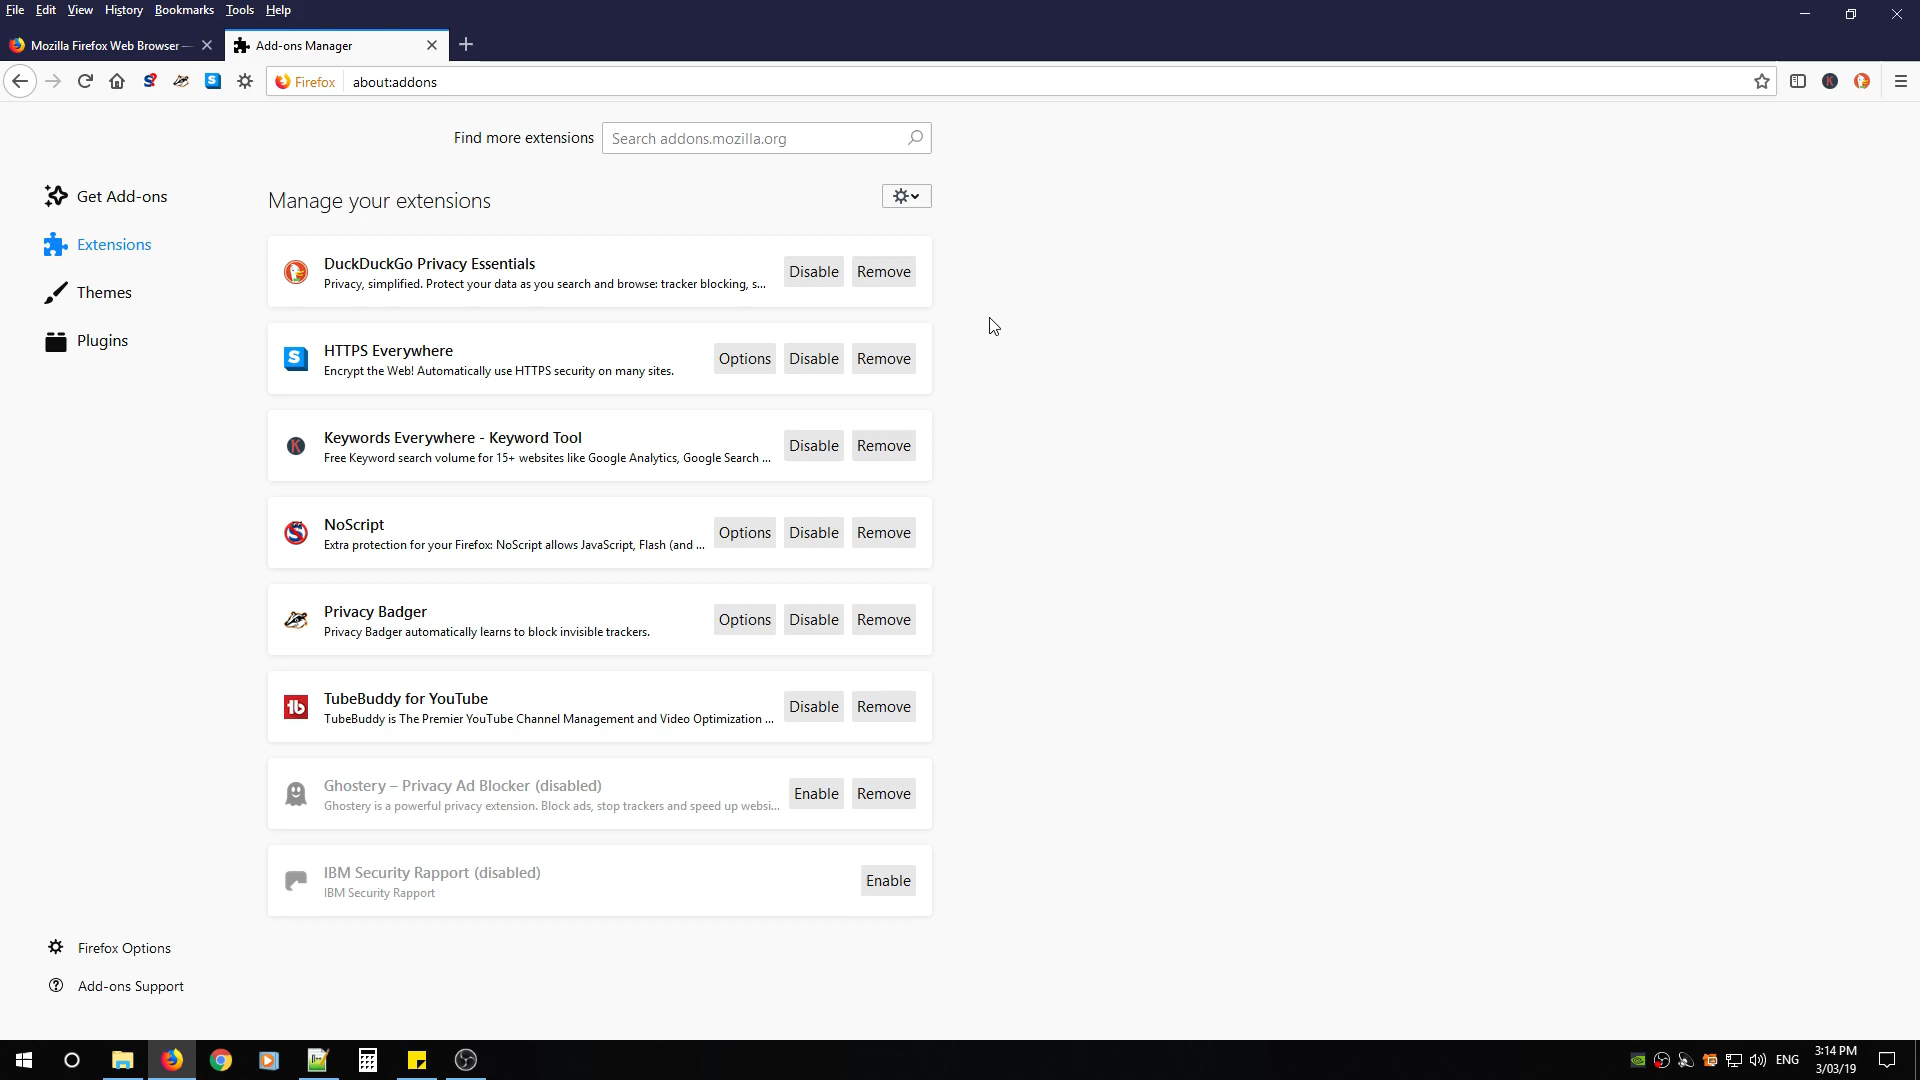 File Edit View History Bookmarks Tools Help
Mozilla Firefox Web Browser —
Add-ons Manager
Firefox
about:addons
Find more extensions
Search addons.mozilla.org
Get Add-ons
Extensions
Themes
Plugins
Manage your extensions
DuckDuckGo Privacy Essentials
Privacy, simplified. Protect your data as you search and browse: tracker blocking, s...
Disable Remove
HTTPS Everywhere
Encrypt the Web! Automatically use HTTPS security on many sites.
Options Disable Remove
Keywords Everywhere - Keyword Tool
Free Keyword search volume for 15+ websites like Google Analytics, Google Search ...
Disable Remove
NoScript
Extra protection for your Firefox: NoScript allows JavaScript, Flash (and ...
Options Disable Remove
Privacy Badger
Privacy Badger automatically learns to block invisible trackers.
Options Disable Remove
TubeBuddy for YouTube
TubeBuddy is The Premier YouTube Channel Management and Video Optimization ...
Disable Remove
Ghostery – Privacy Ad Blocker (disabled)
Ghostery is a powerful privacy extension. Block ads, stop trackers and speed up websi...
Enable Remove
IBM Security Rapport (disabled)
IBM Security Rapport
Enable
Firefox Options
Add-ons Support
ENG
3:14 PM
3/03/19